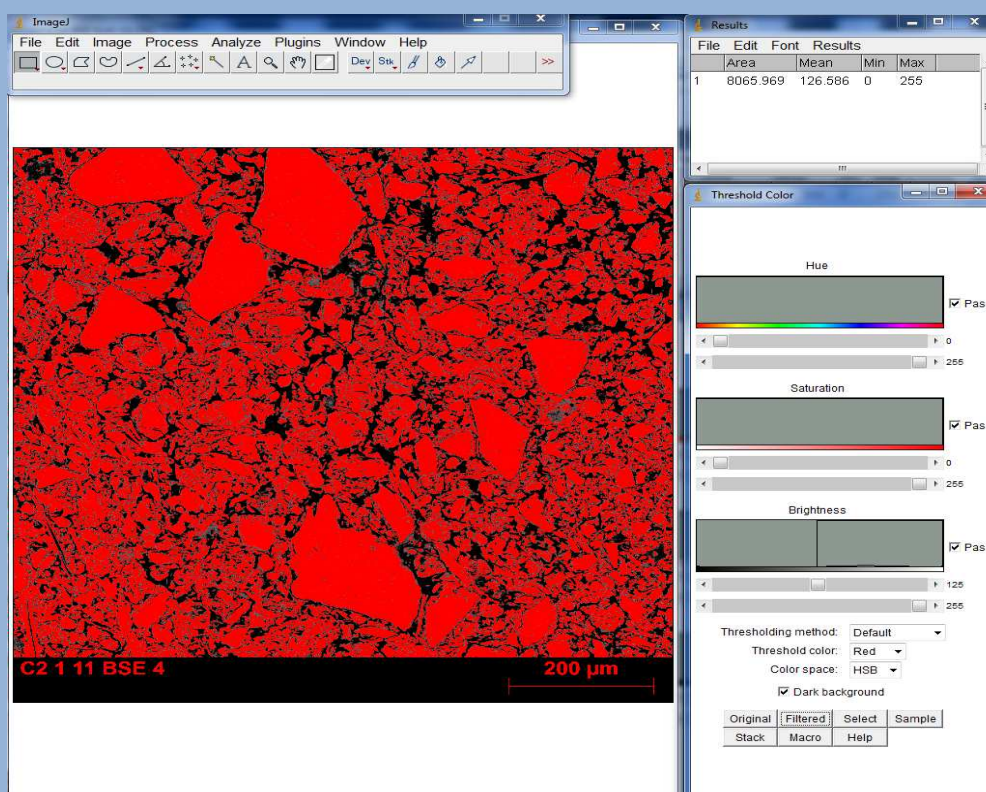 ImageJ
File Edit Image Process Analyze Plugins Window Help
A Dev Stk >>
C2 1 11 BSE 4
200 µm
Results
File Edit Font Results
Area Mean Min Max
1 8065.969 126.586 0 255
Threshold Color
Hue
Pas
0
255
Saturation
Pas
0
255
Brightness
Pas
125
255
Thresholding method: Default
Threshold color: Red
Color space: HSB
Dark background
Original Filtered Select Sample
Stack Macro Help